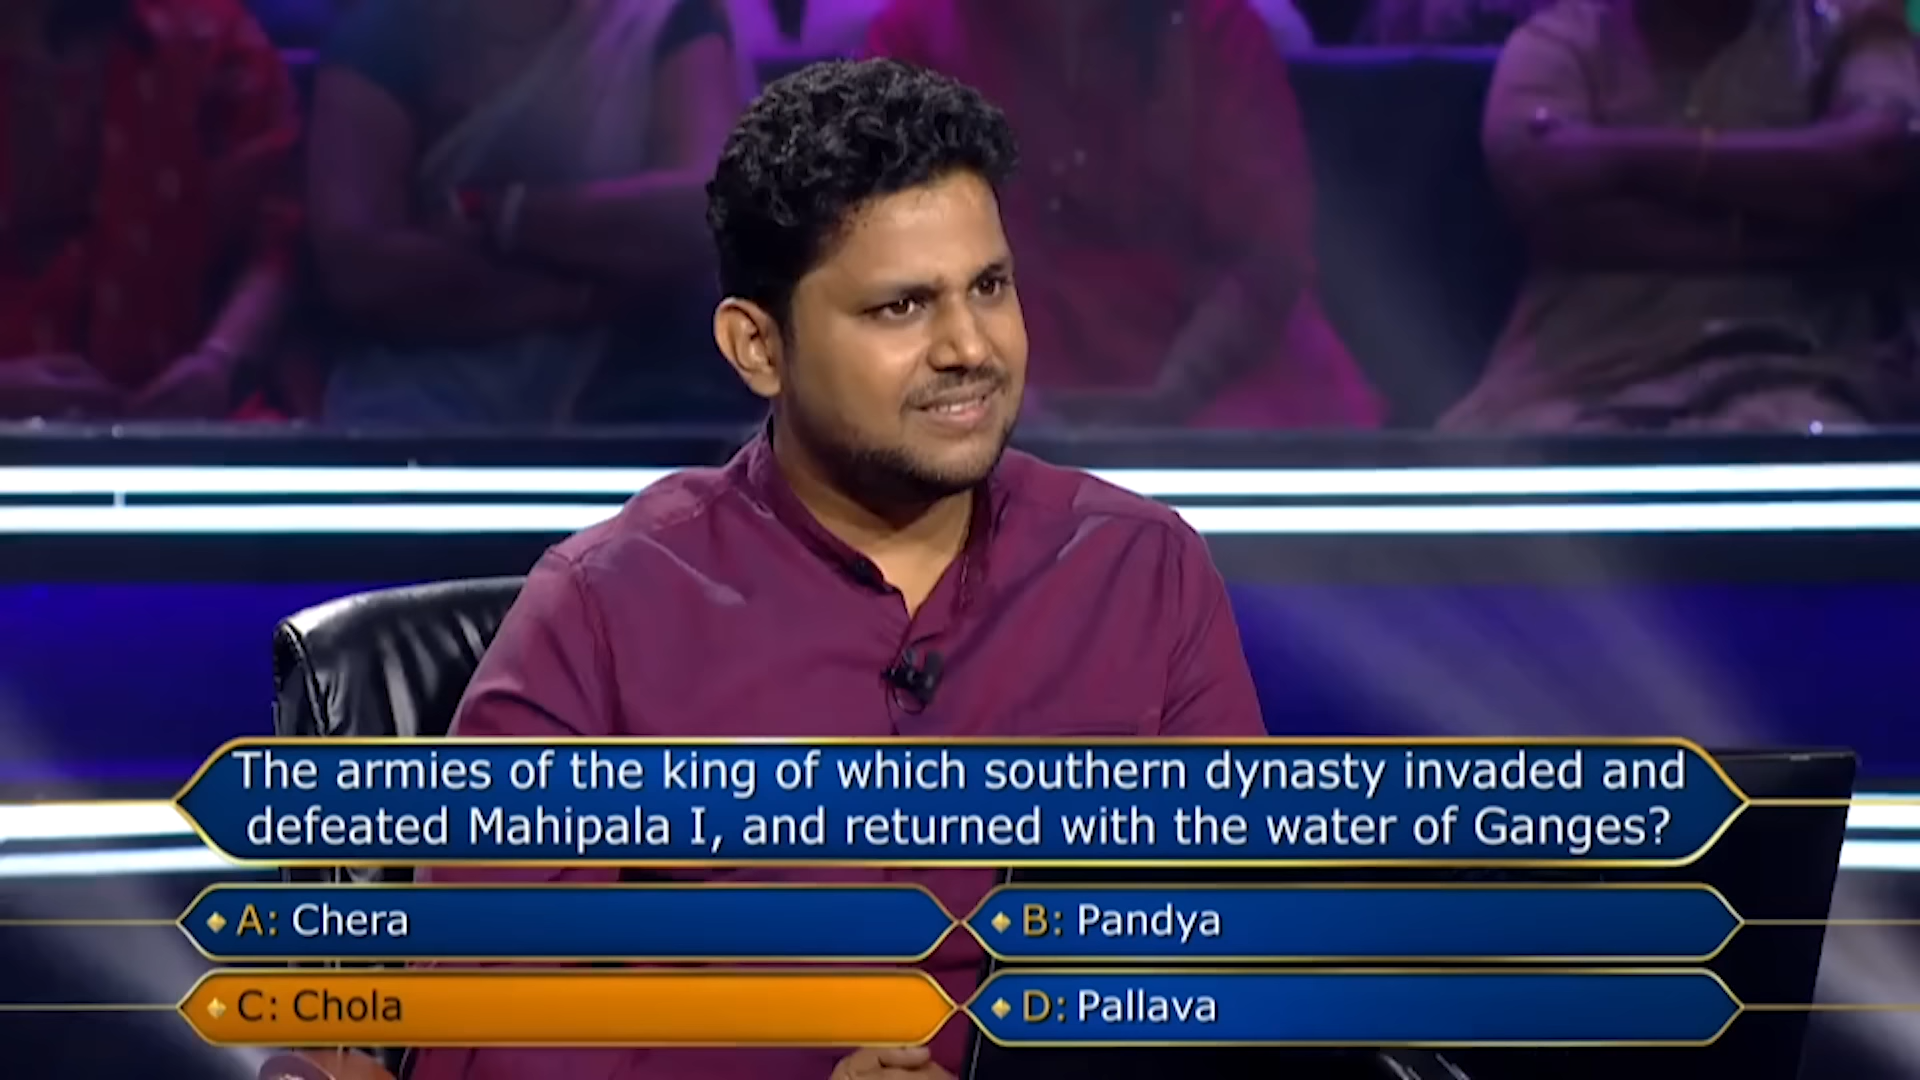 The armies of the king of which southern dynasty invaded and
defeated Mahipala I, and returned with the water of Ganges?
A: Chera
B: Pandya
C: Chola
D: Pallava